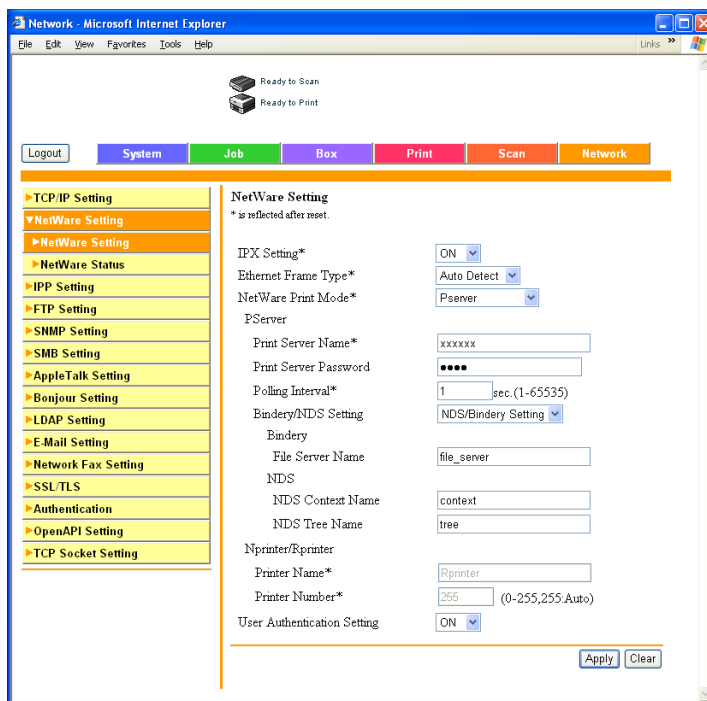 Network - Microsoft Internet Explorer
File Edit View Favorites Tools Help Links »
Ready to Scan
Ready to Print
Logout System Job Box Print Scan Network
TCP/IP Setting
NetWare Setting
NetWare Setting
NetWare Status
IPP Setting
FTP Setting
SNMP Setting
SMB Setting
AppleTalk Setting
Bonjour Setting
LDAP Setting
E-Mail Setting
Network Fax Setting
SSL/TLS
Authentication
OpenAPI Setting
TCP Socket Setting
NetWare Setting
* is reflected after reset.
IPX Setting* ON
Ethernet Frame Type* Auto Detect
NetWare Print Mode* Pserver
PServer
Print Server Name* xxxxxx
Print Server Password ••••
Polling Interval* 1 sec.(1-65535)
Bindery/NDS Setting NDS/Bindery Setting
Bindery
File Server Name file_server
NDS
NDS Context Name context
NDS Tree Name tree
Nprinter/Rprinter
Printer Name* Rprinter
Printer Number* 255 (0-255,255:Auto)
User Authentication Setting ON
Apply Clear